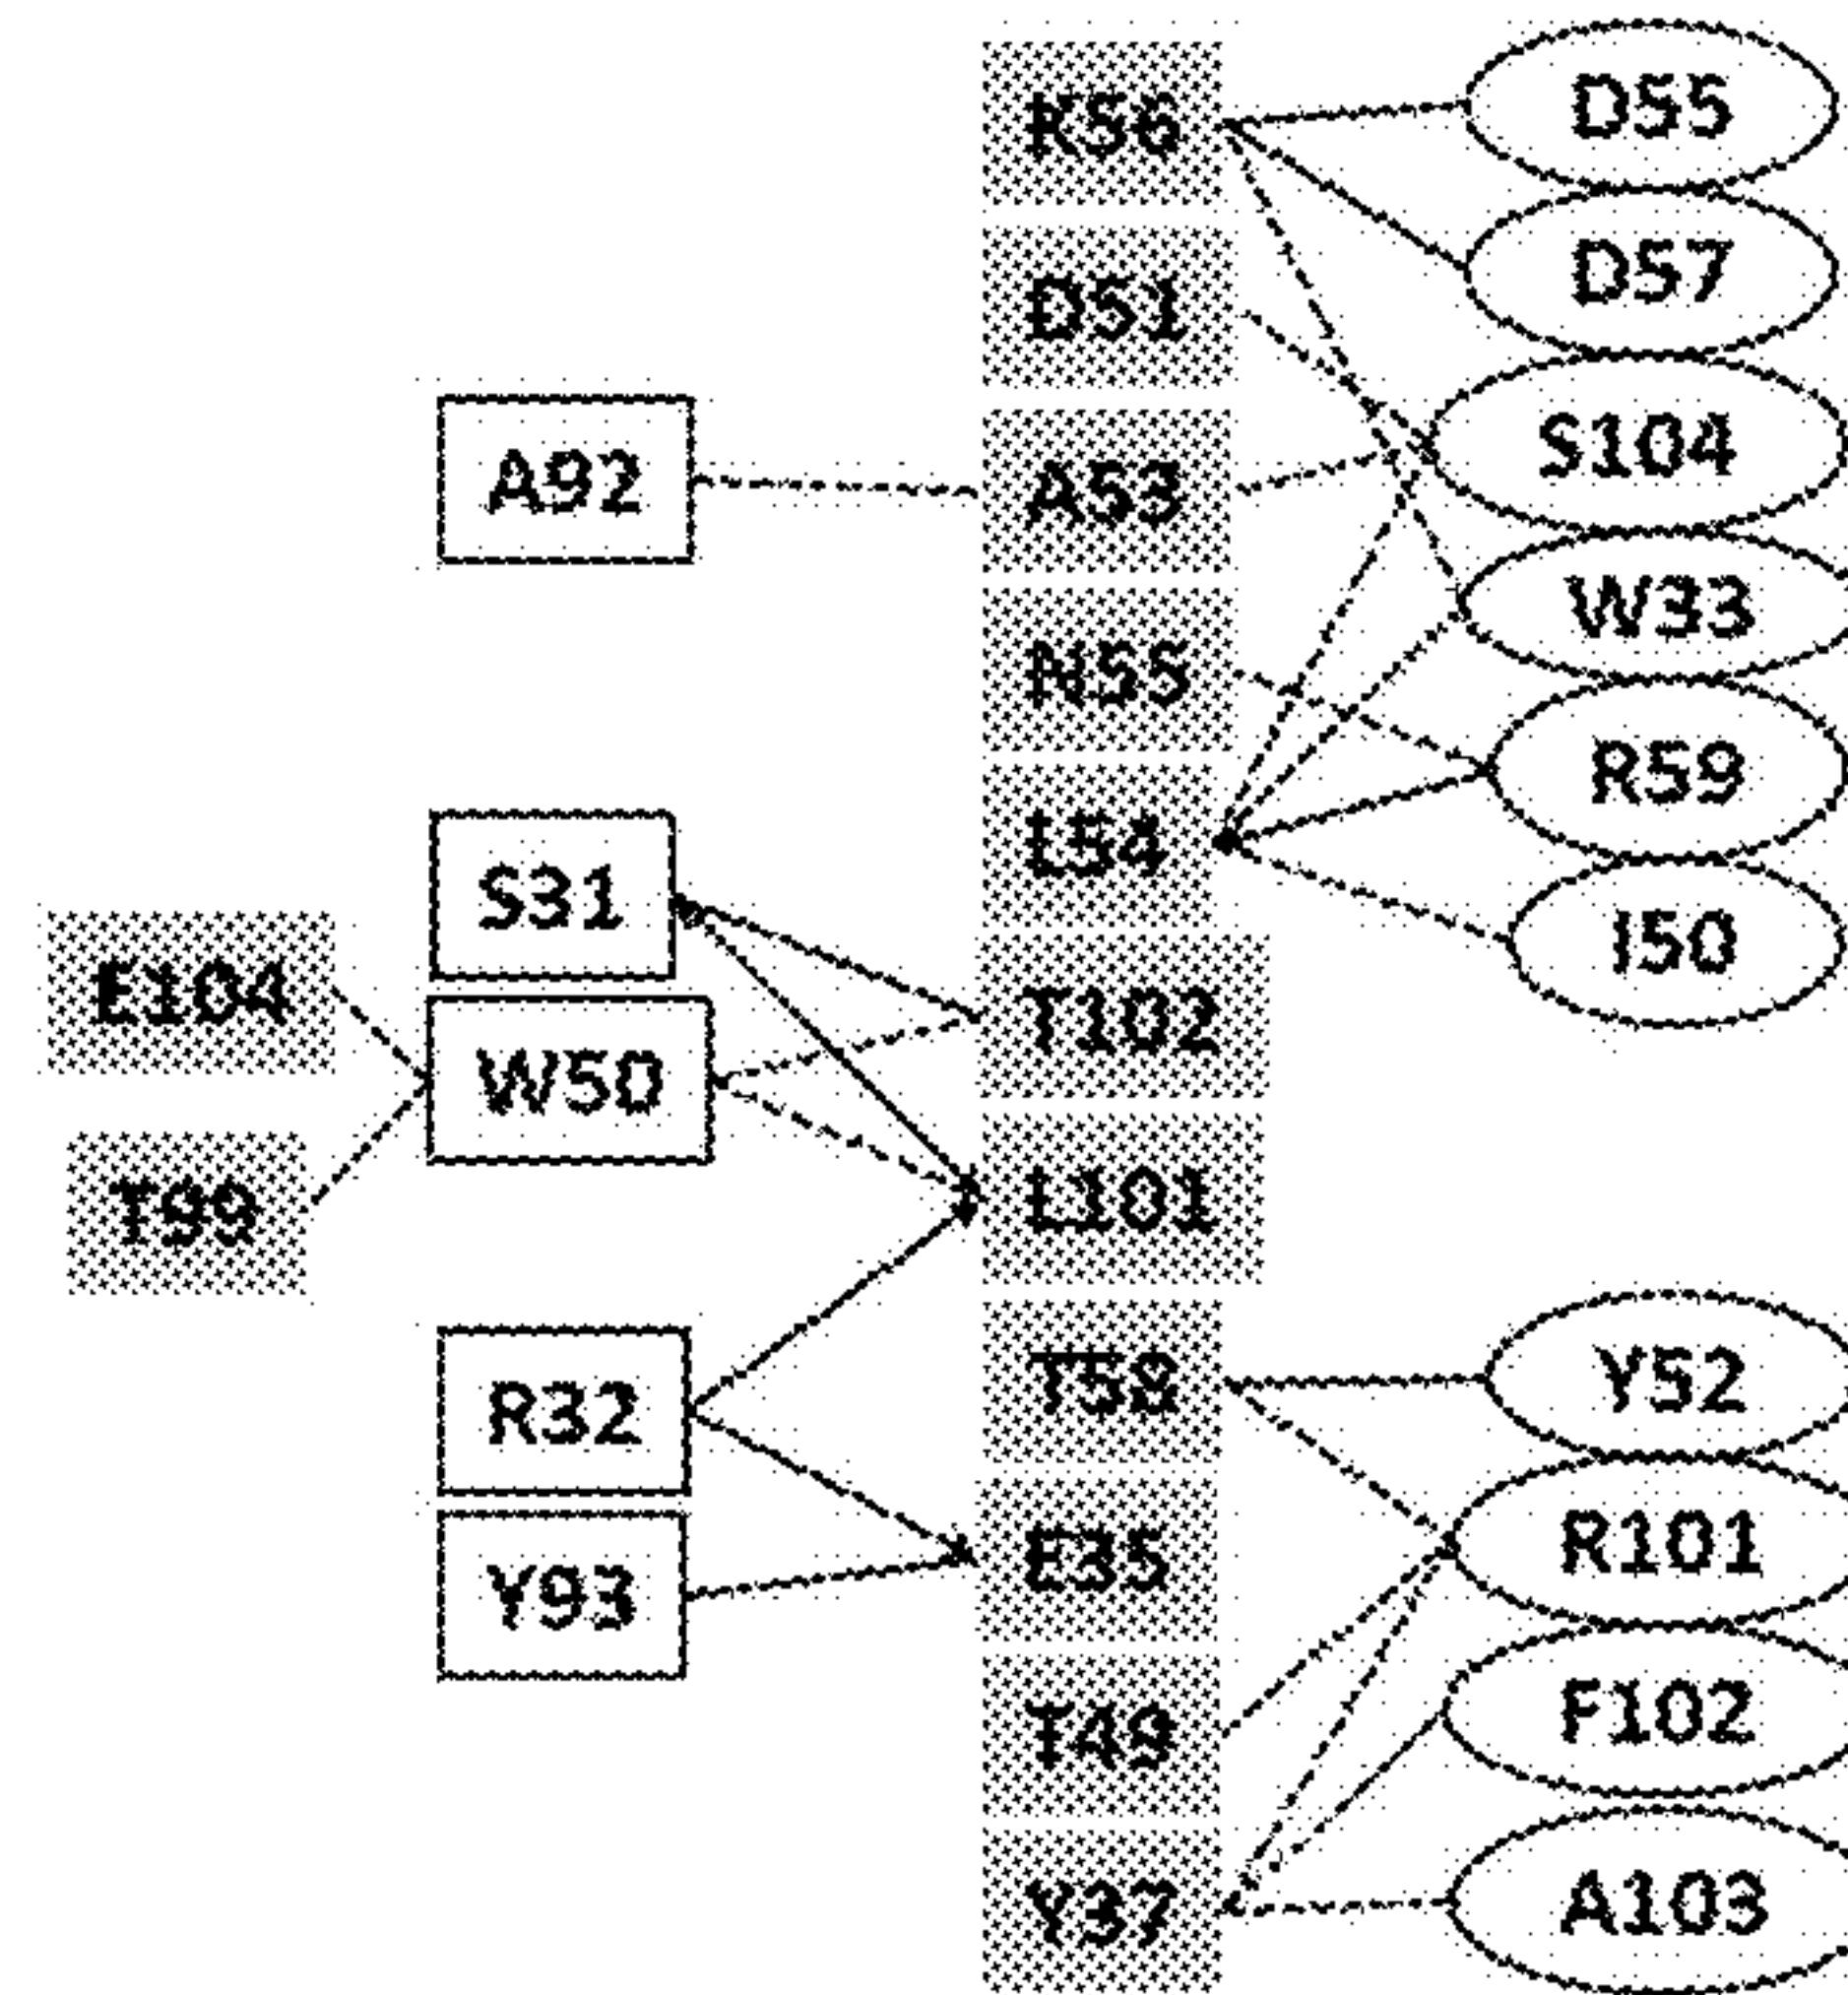 K56
D55
D57
D51
S104
A92
A53
W33
N55
R59
L54
I50
S31
E104
T102
W50
T99
L101
R32
T58
Y52
E35
R101
Y93
T49
F102
Y37
A103